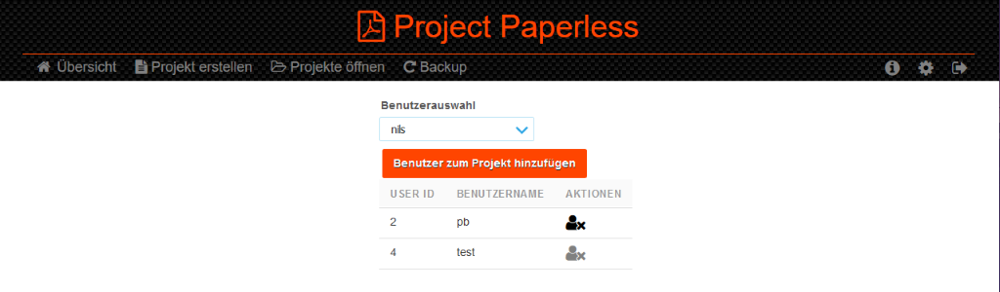 Project Paperless
Übersicht Projekt erstellen Projekte öffnen Backup
Benutzerauswahl
nils
Benutzer zum Projekt hinzufügen
USER ID BENUTZERNAME AKTIONEN
2 pb
4 test